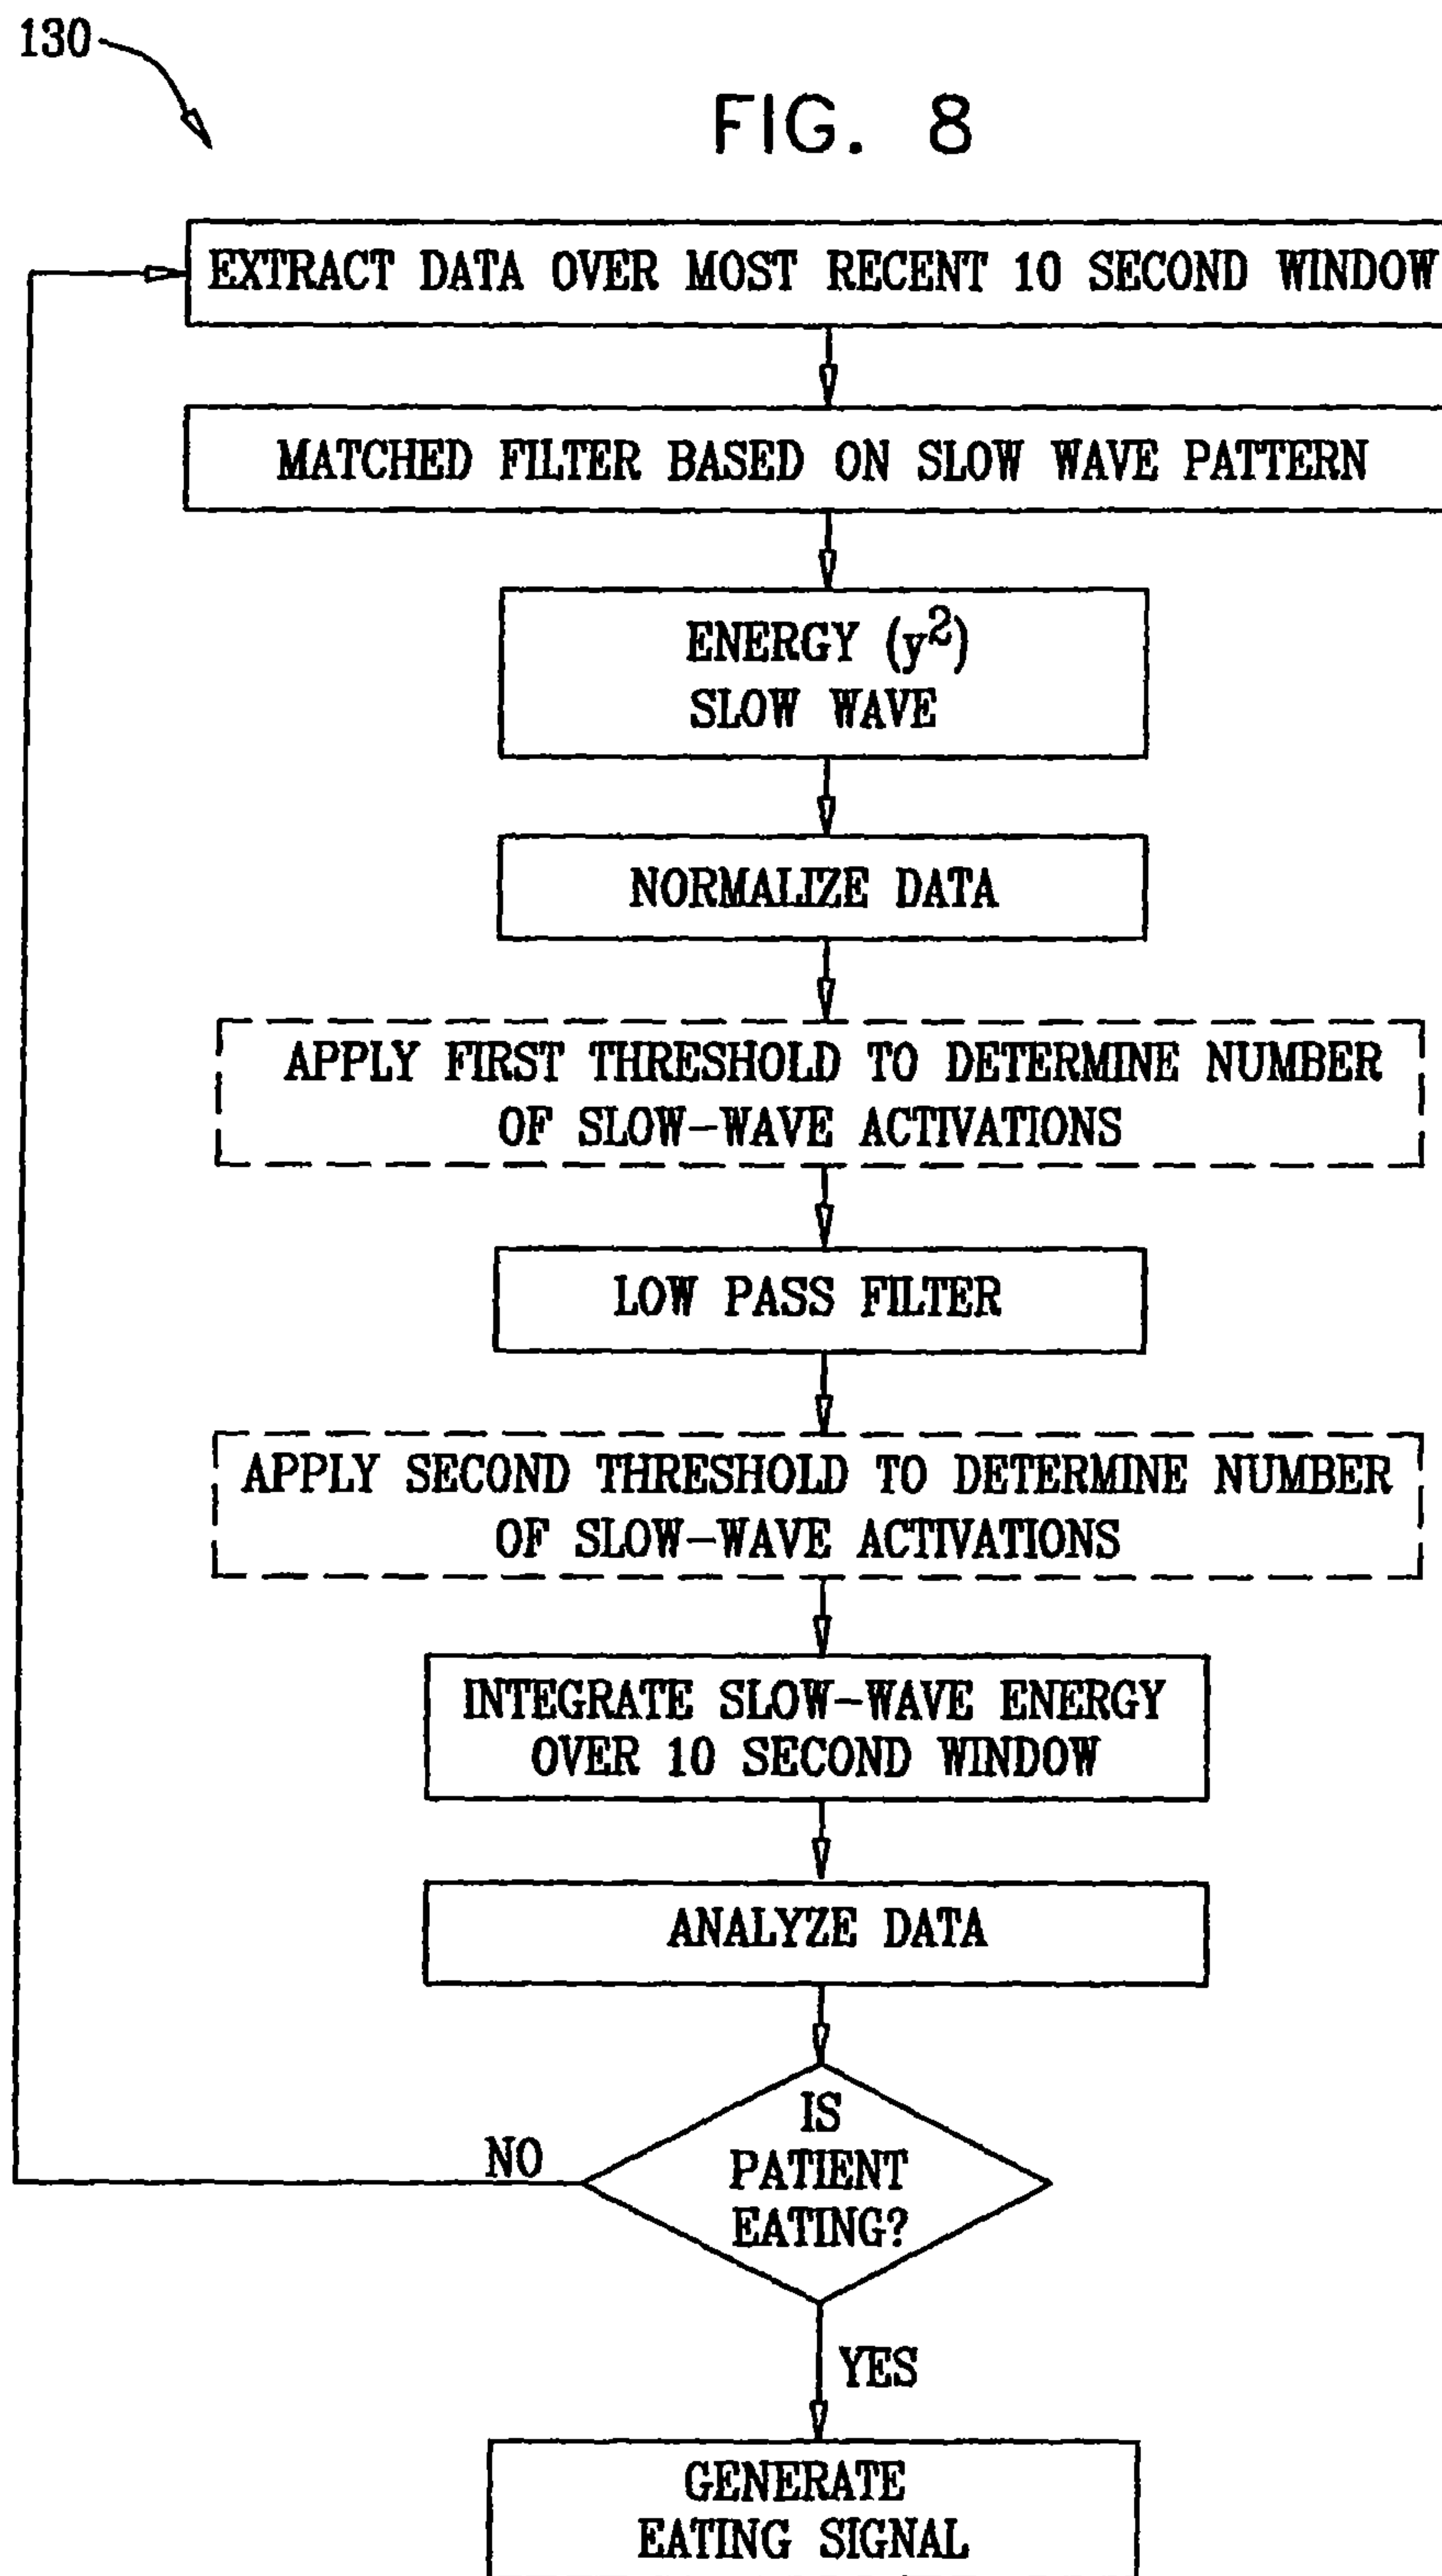 130
FIG. 8
EXTRACT DATA OVER MOST RECENT 10 SECOND WINDOW
MATCHED FILTER BASED ON SLOW WAVE PATTERN
ENERGY (y²)
SLOW WAVE
NORMALIZE DATA
APPLY FIRST THRESHOLD TO DETERMINE NUMBER
OF SLOW-WAVE ACTIVATIONS
LOW PASS FILTER
APPLY SECOND THRESHOLD TO DETERMINE NUMBER
OF SLOW-WAVE ACTIVATIONS
INTEGRATE SLOW-WAVE ENERGY
OVER 10 SECOND WINDOW
ANALYZE DATA
IS
PATIENT
EATING?
NO
YES
GENERATE
EATING SIGNAL